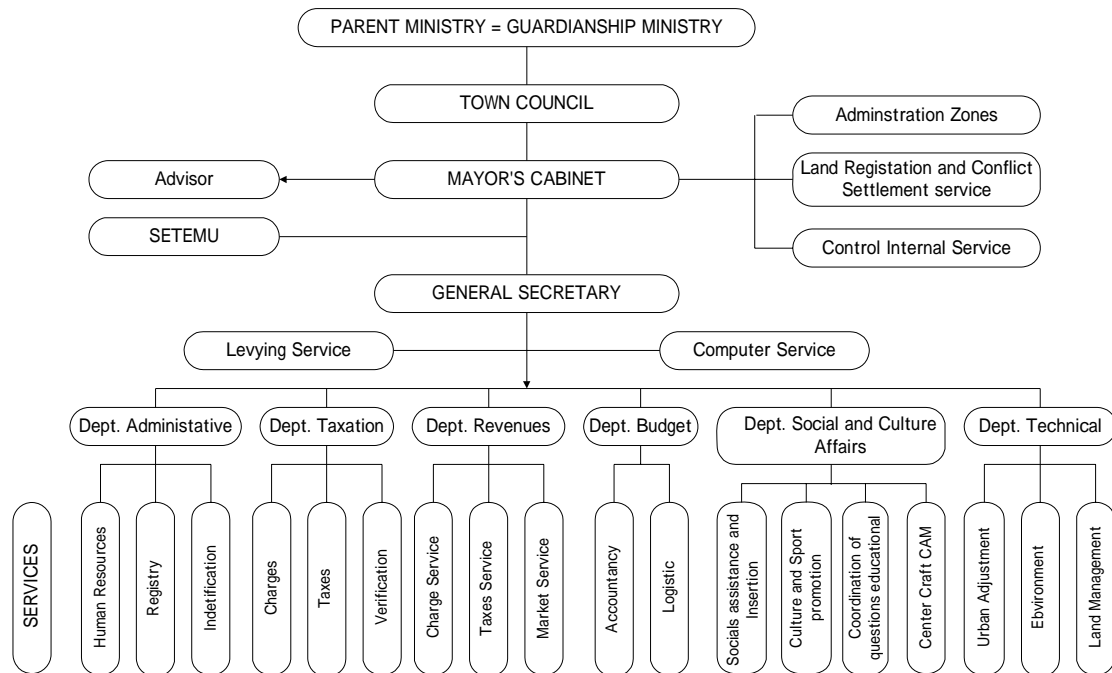 PARENT MINISTRY = GUARDIANSHIP MINISTRY
TOWN COUNCIL
Adminstration Zones
Advisor
MAYOR'S CABINET
Land Registation and Conflict
Settlement service
SETEMU
Control Internal Service
GENERAL SECRETARY
Levying Service
Computer Service
Dept. Administative
Dept. Taxation
Dept. Revenues
Dept. Budget
Dept. Social and Culture
Affairs
Dept. Technical
SERVICES
Human Resources
Registry
Indetification
Charges
Taxes
Verification
Charge Service
Taxes Service
Market Service
Accountancy
Logistic
Socials assistance and
Insertion
Culture and Sport
promotion
Coordination of
questions educational
Center Craft CAM
Urban Adjustment
Ebvironment
Land Management